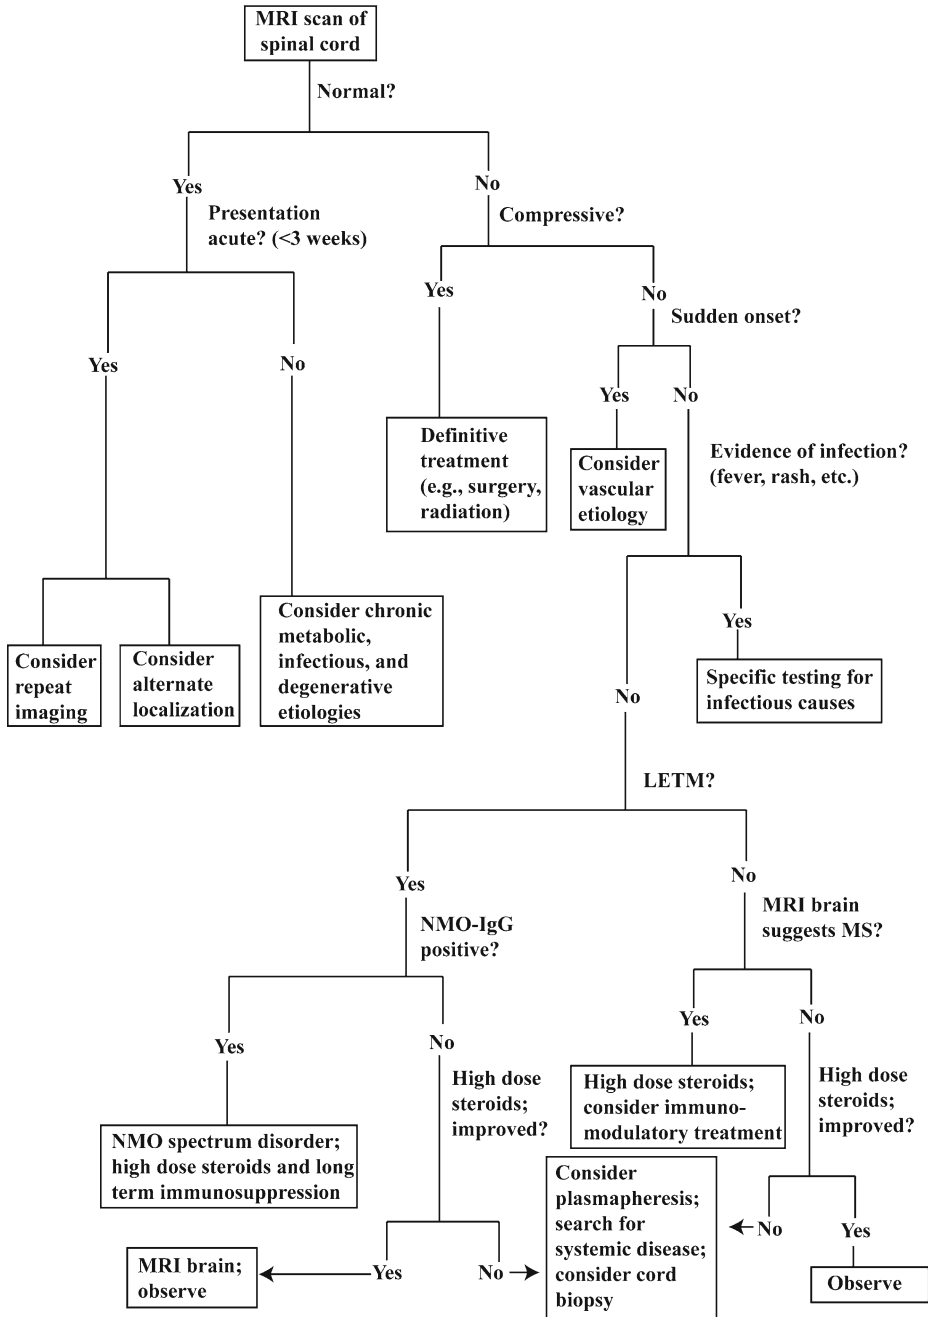 MRI scan of
spinal cord
Normal?
Yes
No
Presentation
acute? (<3 weeks)
Compressive?
Yes
No
Yes
No
Sudden onset?
Yes
No
Definitive
treatment
(e.g., surgery,
radiation)
Consider
vascular
etiology
Evidence of infection?
(fever, rash, etc.)
Consider
repeat
imaging
Consider
alternate
localization
Consider chronic
metabolic,
infectious, and
degenerative
etiologies
No
Yes
Specific testing for
infectious causes
LETM?
Yes
No
NMO-IgG
positive?
MRI brain
suggests MS?
Yes
No
Yes
No
NMO spectrum disorder;
high dose steroids and long
term immunosuppression
High dose
steroids;
improved?
High dose steroids;
consider immuno-
modulatory treatment
High dose
steroids;
improved?
MRI brain;
observe
Yes
No
Consider
plasmapheresis;
search for
systemic disease;
consider cord
biopsy
No
Yes
Observe